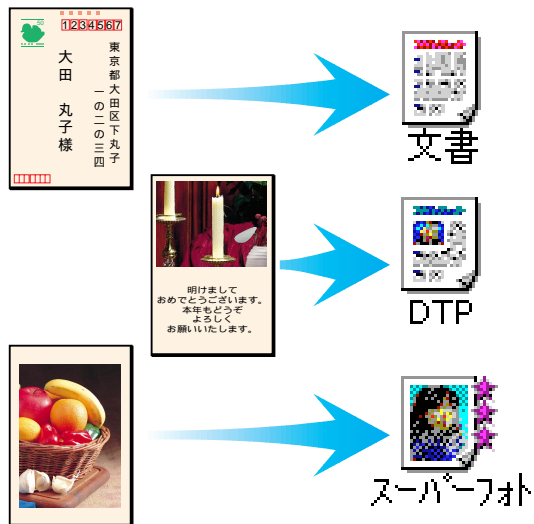 50
1234567
東京都大田区下丸子
一の二の三四
大田　丸子様
文書
明けまして
おめでとうございます。
本年もどうぞ
よろしく
お願いいたします。
DTP
スーパーフォト